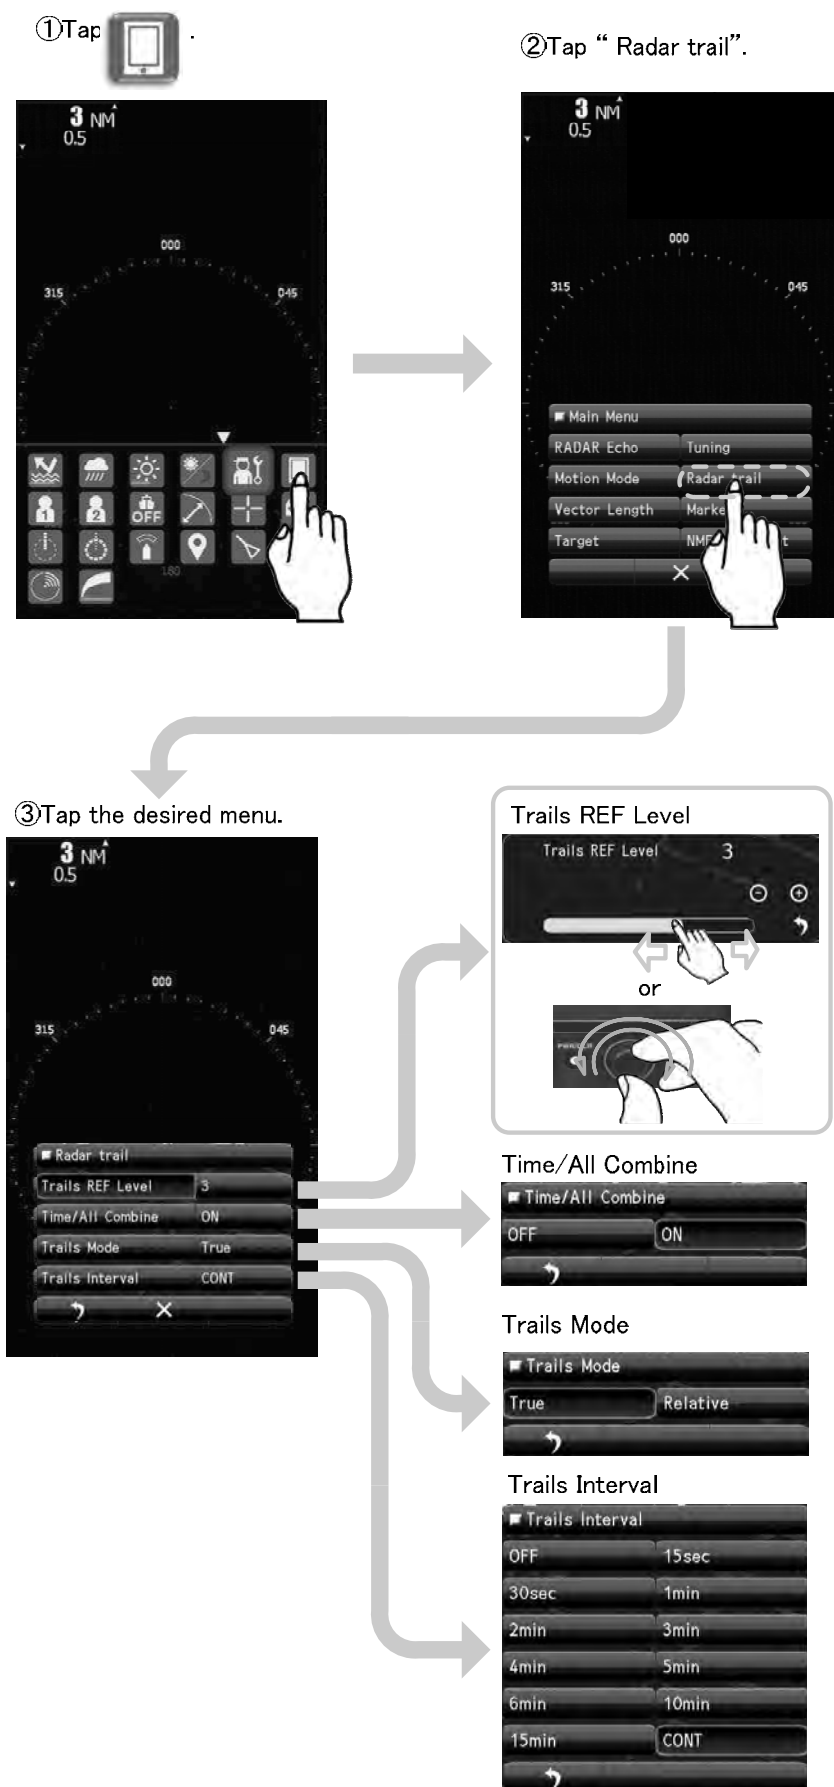 ①Tap .
3 NM
0.5
000
315
045
1
2
OFF
180
②Tap “ Radar trail”.
3 NM
0.5
000
315
045
Main Menu
RADAR Echo Tuning
Motion Mode Radar trail
Vector Length
Target
③Tap the desired menu.
3 NM
0.5
000
315
045
Radar trail
Trails REF Level 3
Time/All Combine ON
Trails Mode True
Trails Interval CONT
Trails REF Level
Trails REF Level 3
or
POWER
Time/All Combine
Time/All Combine
OFF ON
Trails Mode
Trails Mode
True Relative
Trails Interval
Trails Interval
OFF 15sec
30sec 1min
2min 3min
4min 5min
6min 10min
15min CONT